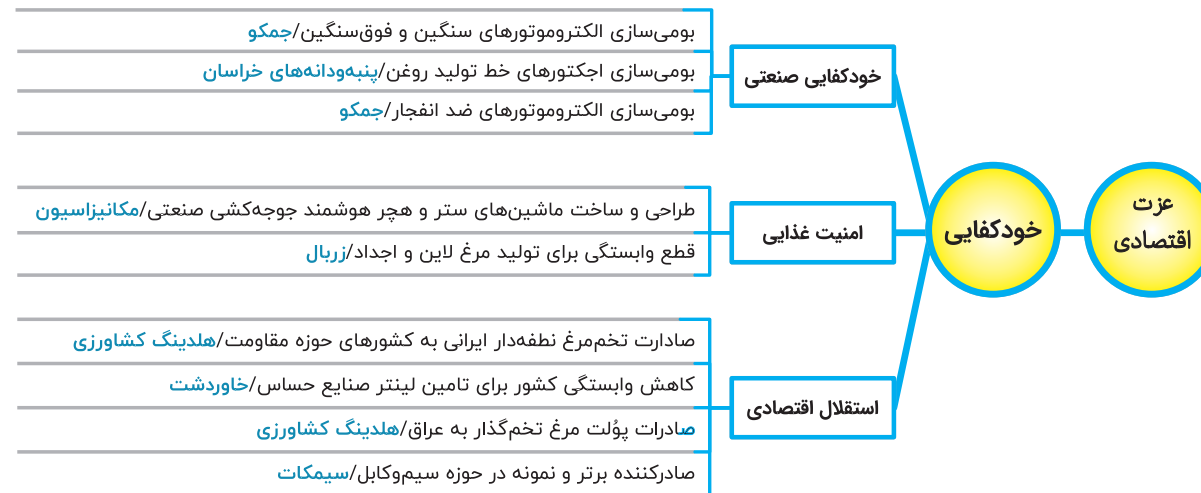 عزت
اقتصادی
خودکفایی
خودکفایی صنعتی
بومی‌سازی الکتروموتورهای سنگین و فوق‌سنگین/جمکو
بومی‌سازی اجکتورهای خط تولید روغن/پنبه‌ودانه‌های خراسان
بومی‌سازی الکتروموتورهای ضد انفجار/جمکو
امنیت غذایی
طراحی و ساخت ماشین‌های ستر و هچر هوشمند جوجه‌کشی صنعتی/مکانیزاسیون
قطع وابستگی برای تولید مرغ لاین و اجداد/زربال
استقلال اقتصادی
صادارت تخم‌مرغ نطفه‌دار ایرانی به کشورهای حوزه مقاومت/هلدینگ کشاورزی
کاهش وابستگی کشور برای تامین لینتر صنایع حساس/خاوردشت
صادرات پوُلت مرغ تخم‌گذار به عراق/هلدینگ کشاورزی
صادرکننده برتر و نمونه در حوزه سیم‌وکابل/سیمکات